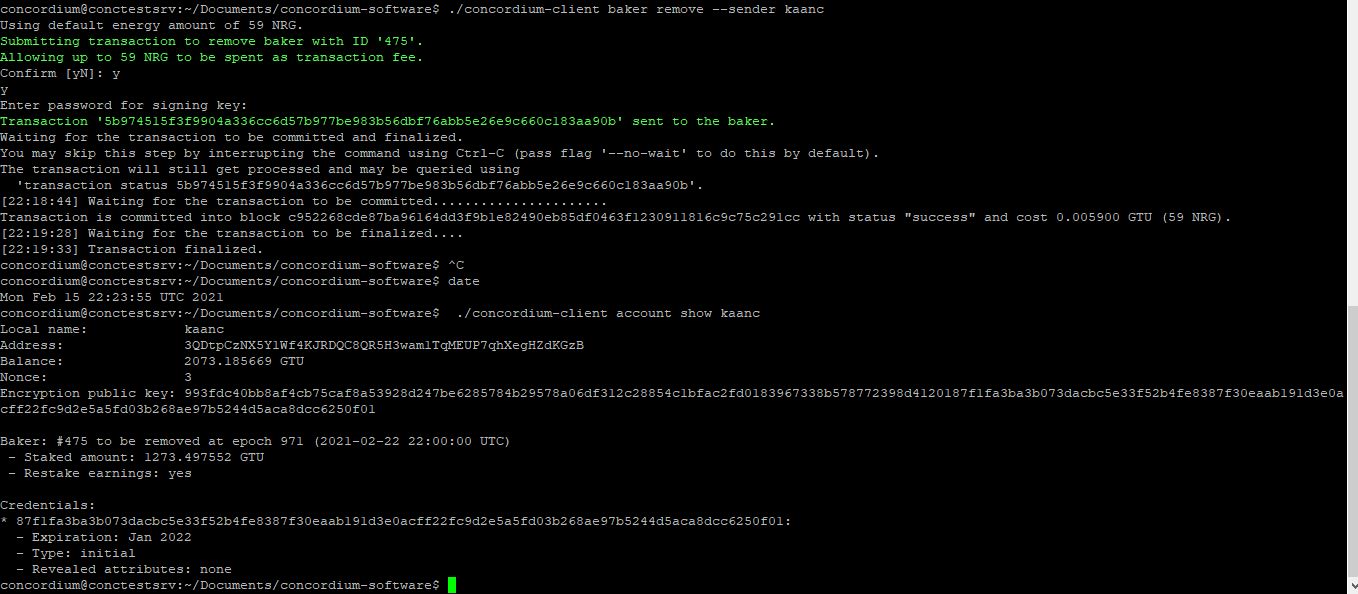 concordium@conctestsrv:~/Documents/concordium-software$ ./concordium-client baker remove --sender kaanc
Using default energy amount of 59 NRG.
Submitting transaction to remove baker with ID '475'.
Allowing up to 59 NRG to be spent as transaction fee.
Confirm [yN]: y
y
Enter password for signing key:
Transaction '5b974515f3f9904a336cc6d57b977be983b56dbf76abb5e26e9c660c183aa90b' sent to the baker.
Waiting for the transaction to be committed and finalized.
You may skip this step by interrupting the command using Ctrl-C (pass flag '--no-wait' to do this by default).
The transaction will still get processed and may be queried using
  'transaction status 5b974515f3f9904a336cc6d57b977be983b56dbf76abb5e26e9c660c183aa90b'.
[22:18:44] Waiting for the transaction to be committed......................
Transaction is committed into block c952268cde87ba96164dd3f9b1e82490eb85df0463f1230911816c9c75c291cc with status "success" and cost 0.005900 GTU (59 NRG).
[22:19:28] Waiting for the transaction to be finalized....
[22:19:33] Transaction finalized.
concordium@conctestsrv:~/Documents/concordium-software$ ^C
concordium@conctestsrv:~/Documents/concordium-software$ date
Mon Feb 15 22:23:55 UTC 2021
concordium@conctestsrv:~/Documents/concordium-software$  ./concordium-client account show kaanc
Local name:            kaanc
Address:               3QDtpCzNX5Y1Wf4KJRDQC8QR5H3wam1TqMEUP7qhXegHZdKGzB
Balance:               2073.185669 GTU
Nonce:                 3
Encryption public key: 993fdc40bb8af4cb75caf8a53928d247be6285784b29578a06df312c28854c1bfac2fd0183967338b578772398d4120187f1fa3ba3b073dacbc5e33f52b4fe8387f30eaab191d3e0a
cff22fc9d2e5a5fd03b268ae97b5244d5aca8dcc6250f01

Baker: #475 to be removed at epoch 971 (2021-02-22 22:00:00 UTC)
 - Staked amount: 1273.497552 GTU
 - Restake earnings: yes

Credentials:
* 87f1fa3ba3b073dacbc5e33f52b4fe8387f30eaab191d3e0acff22fc9d2e5a5fd03b268ae97b5244d5aca8dcc6250f01:
  - Expiration: Jan 2022
  - Type: initial
  - Revealed attributes: none
concordium@conctestsrv:~/Documents/concordium-software$